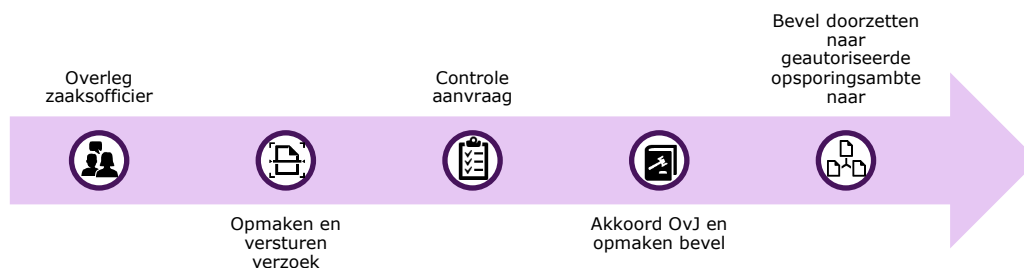 Overleg
zaaksofficier
Opmaken en
versturen
verzoek
Controle
aanvraag
Akkoord OvJ en
opmaken bevel
Bevel doorzetten
naar
geautoriseerde
opsporingsambte
naar